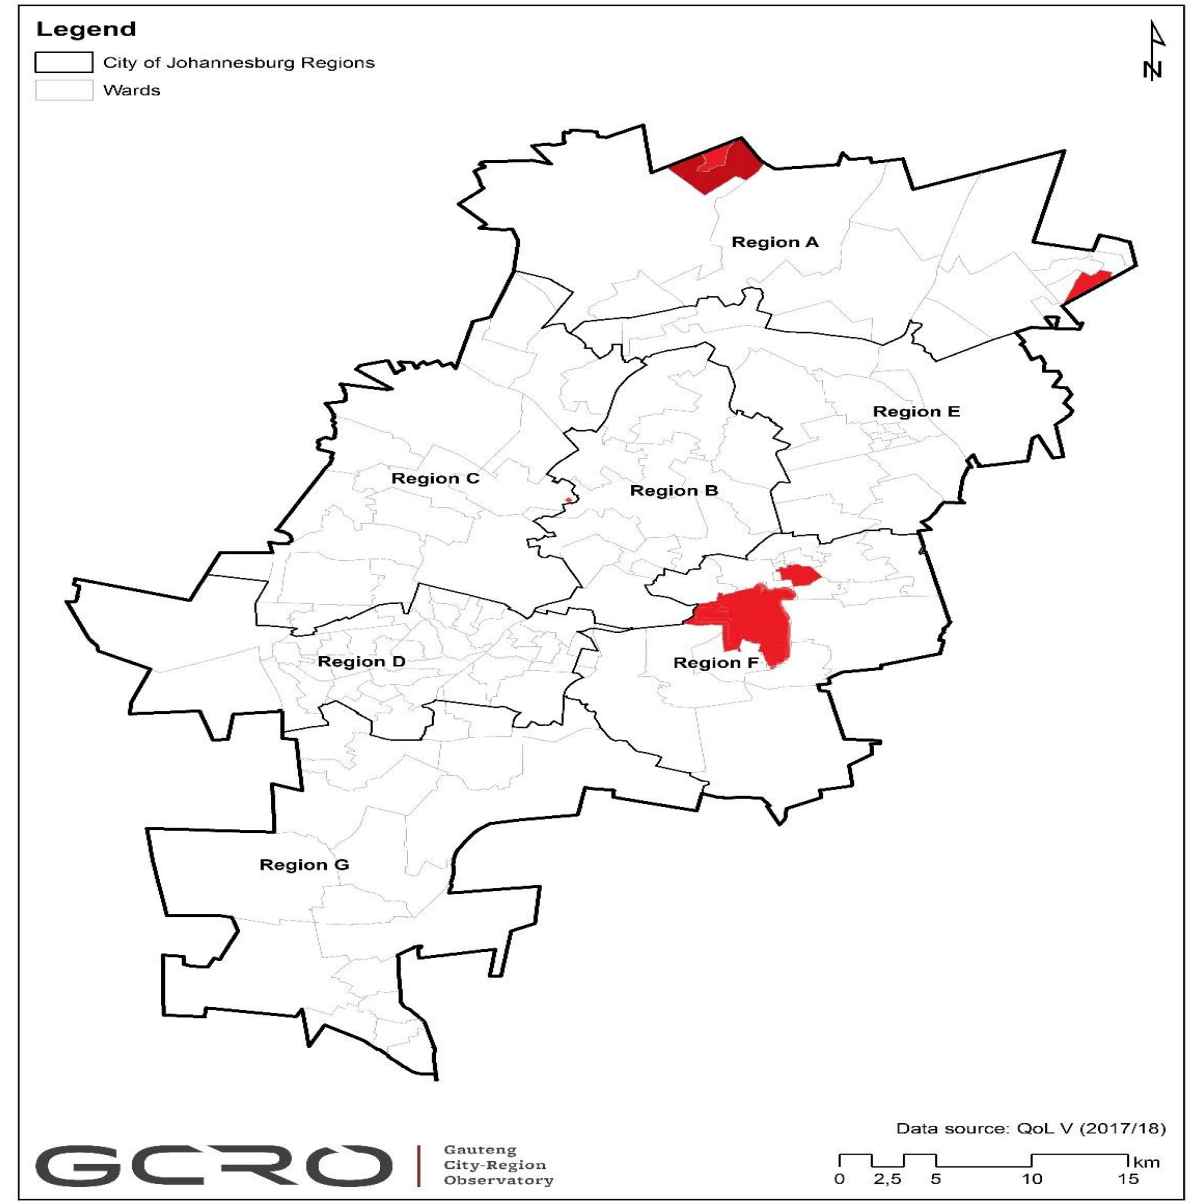 Legend
City of Johannesburg Regions
Wards
N
Region A
Region E
Region C
Region B
Region D
Region F
Region G
Data source: QoL V (2017/18)
GCRO
Gauteng
City-Region
Observatory
km
0 2,5 5 10 15